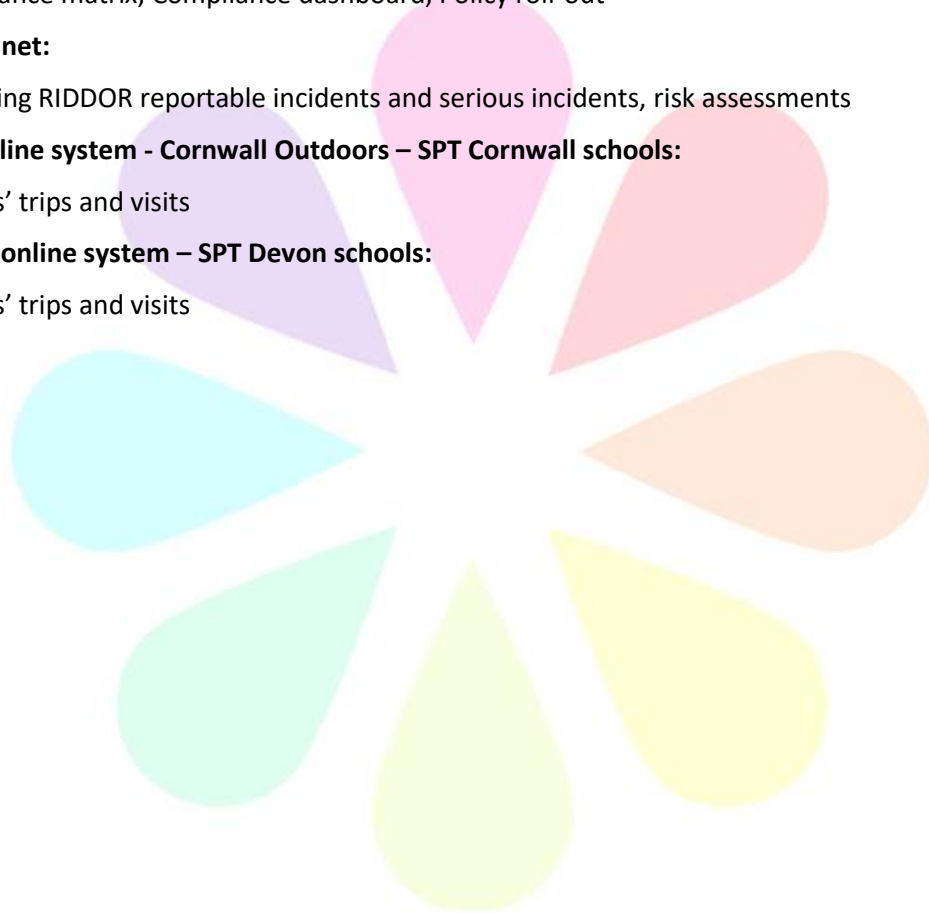 ance matrix, Compliance dashboard, Policy roll out
net:
ing RIDDOR reportable incidents and serious incidents, risk assessments
line system - Cornwall Outdoors – SPT Cornwall schools:
s’ trips and visits
online system – SPT Devon schools:
s’ trips and visits